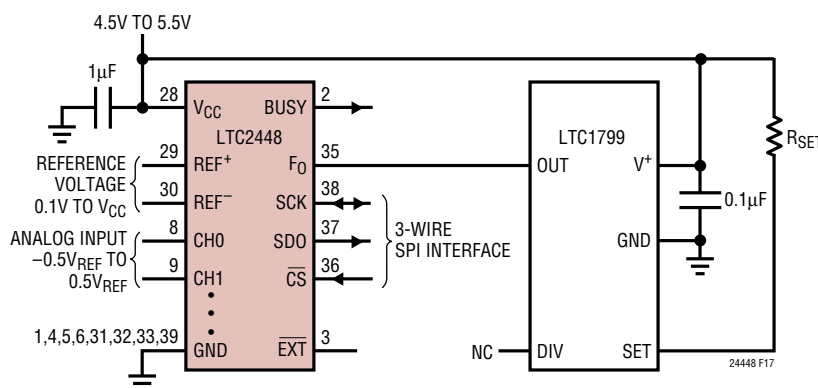 4.5V TO 5.5V
1µF
28
VCC
BUSY
2
LTC2448
LTC1799
RSET
REFERENCE
VOLTAGE
0.1V TO VCC
29
REF+
FO
35
OUT
V+
30
REF−
SCK
38
0.1µF
ANALOG INPUT
−0.5VREF TO
0.5VREF
8
CH0
SDO
37
3-WIRE
SPI INTERFACE
GND
9
CH1
CS
36
1,4,5,6,31,32,33,39
GND
EXT
3
NC
DIV
SET
24448 F17